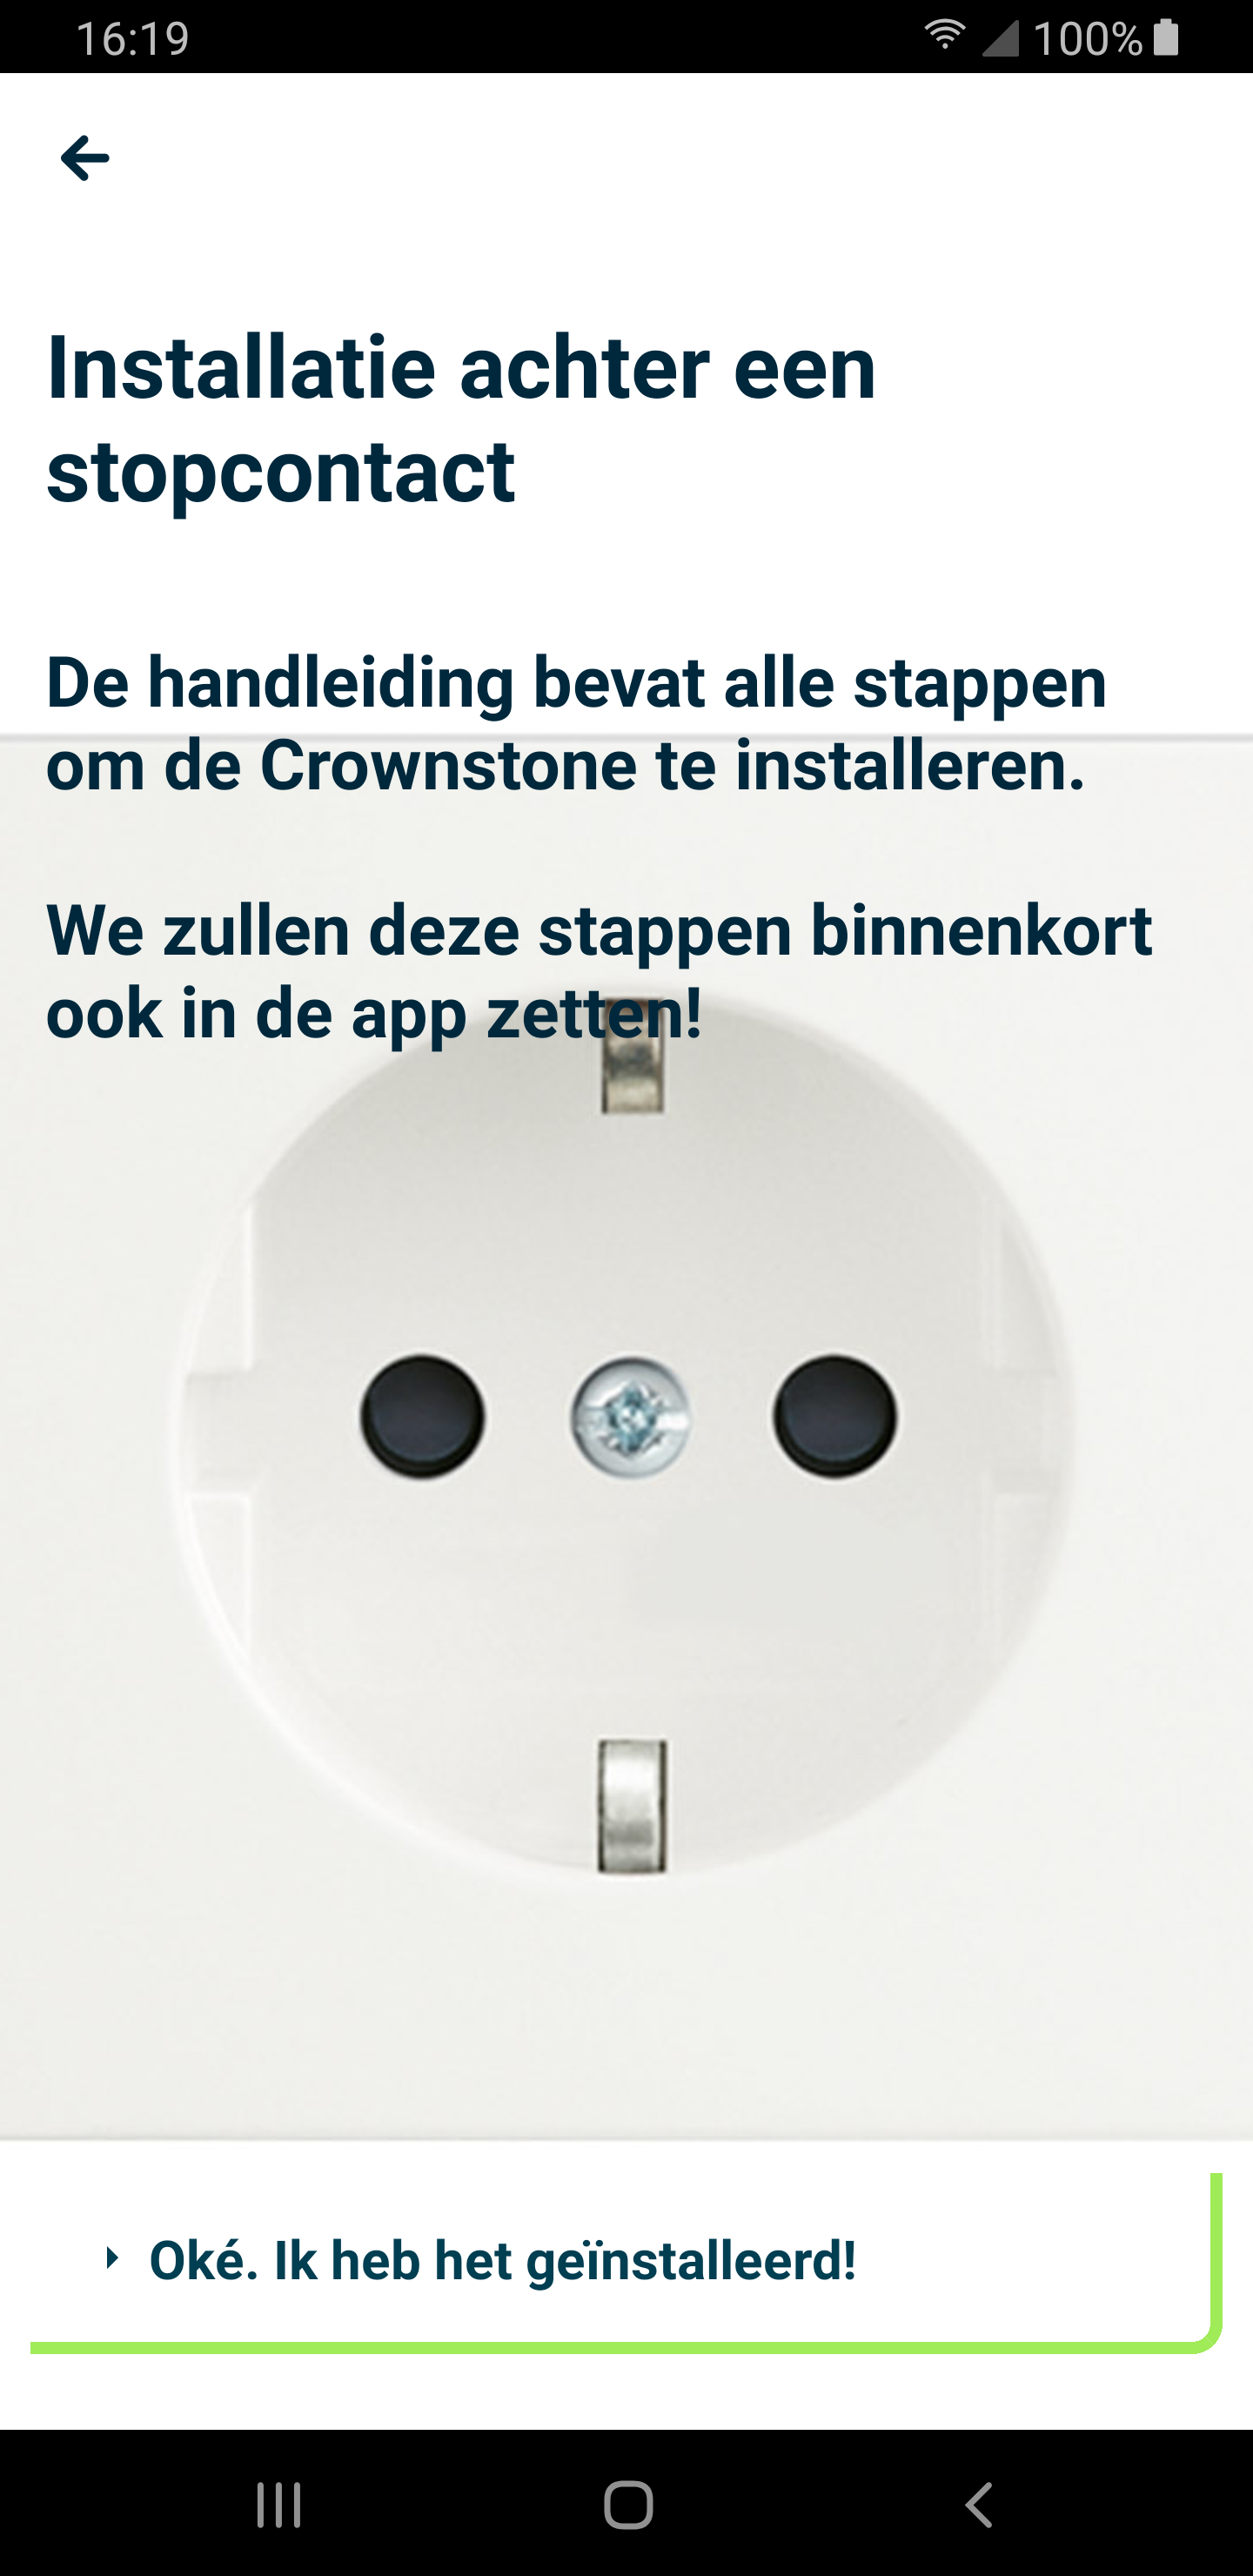 16:19
100%
Installatie achter een
stopcontact
De handleiding bevat alle stappen
om de Crownstone te installeren.
We zullen deze stappen binnenkort
ook in de app zetten!
Oké. Ik heb het geïnstalleerd!